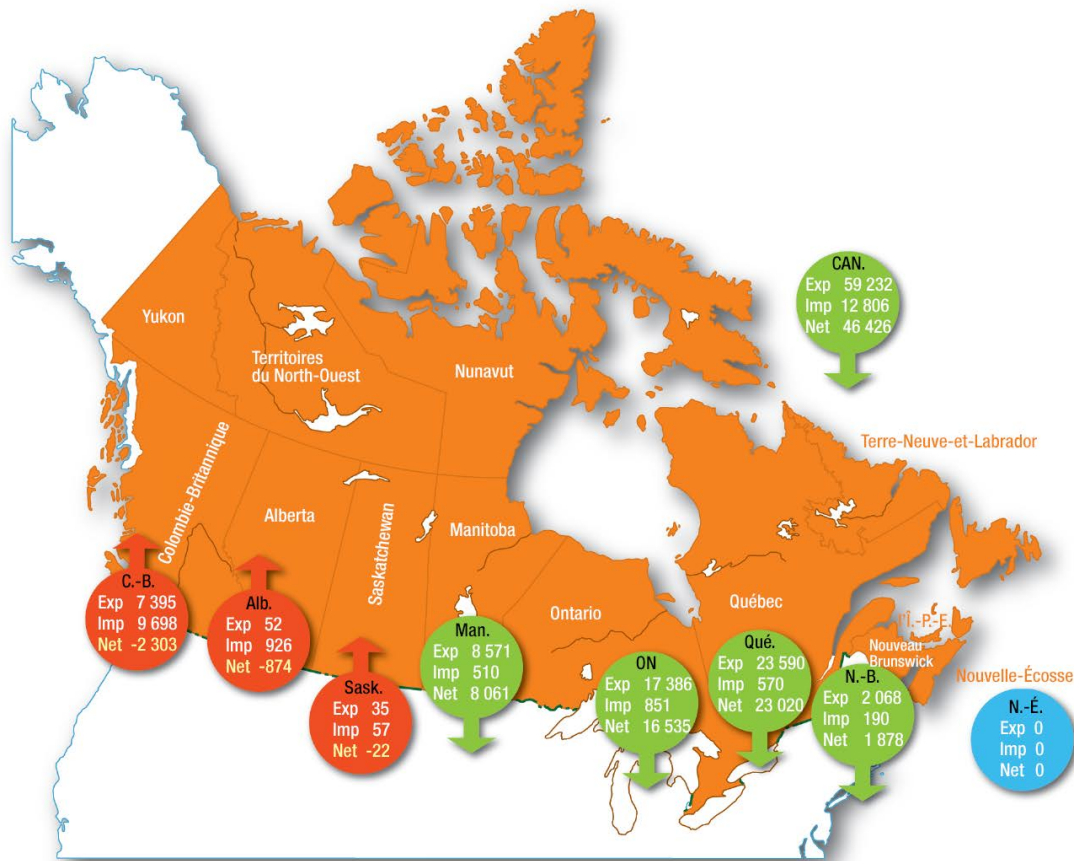 CAN.
Exp 59 232
Imp 12 806
Net 46 426
Yukon
Territoires
du North-Ouest
Nunavut
Terre-Neuve-et-Labrador
Colombie-Britannique
Alberta
Saskatchewan
Manitoba
Ontario
Québec
l'Î.-P.-E.
Nouveau
Brunswick
Nouvelle-Écosse
C.-B.
Exp 7 395
Imp 9 698
Net -2 303
Alb.
Exp 52
Imp 926
Net -874
Sask.
Exp 35
Imp 57
Net -22
Man.
Exp 8 571
Imp 510
Net 8 061
ON
Exp 17 386
Imp 851
Net 16 535
Qué.
Exp 23 590
Imp 570
Net 23 020
N.-B.
Exp 2 068
Imp 190
Net 1 878
N.-É.
Exp 0
Imp 0
Net 0